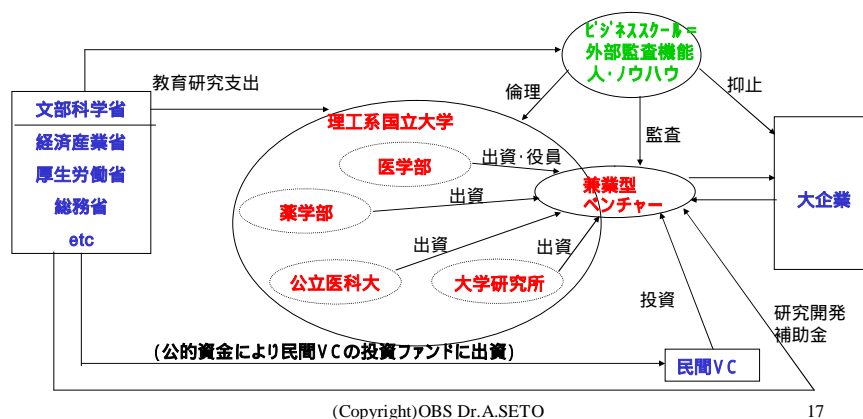 ビジネススクール=
外部監査機能
人・ノウハウ
教育研究支出
倫理
抑止
文部科学省
経済産業省
厚生労働省
総務省
etc
理工系国立大学
監査
医学部
出資・役員
薬学部
出資
兼業型
ベンチャー
大企業
公立医科大
出資
大学研究所
出資
投資
研究開発
補助金
(公的資金により民間VCの投資ファンドに出資)
民間VC
(Copyright)OBS Dr.A.SETO
17